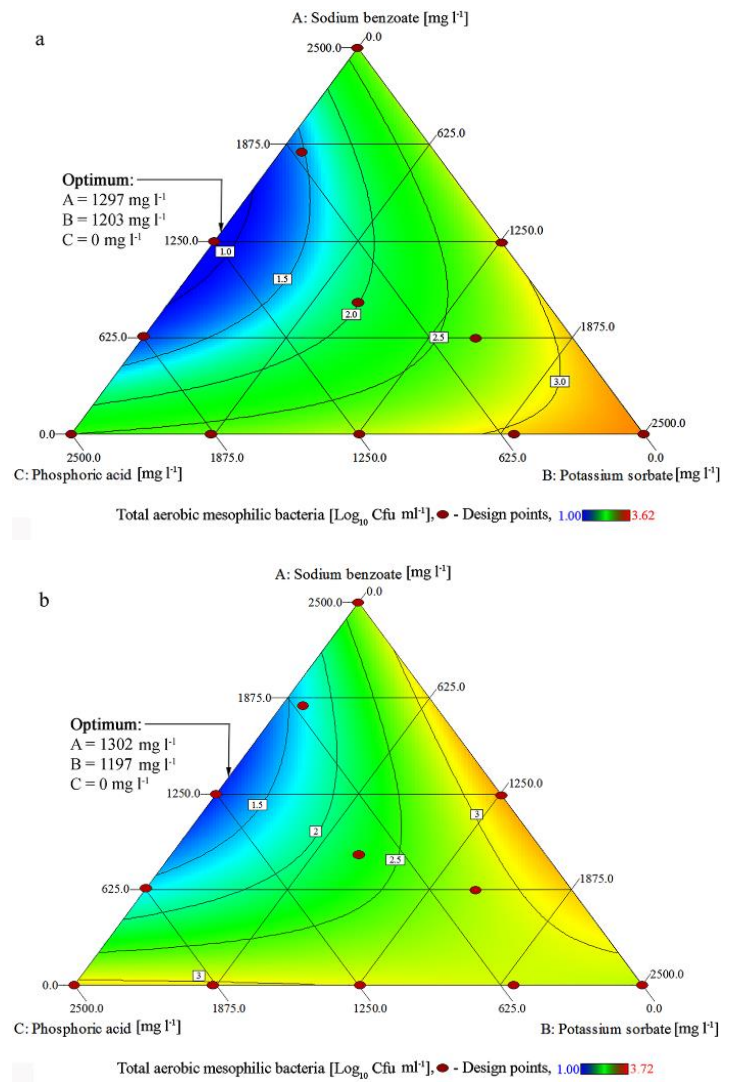 a
A: Sodium benzoate [mg l-1]
2500.0
0.0
1875.0
625.0
Optimum:
A = 1297 mg l-1
B = 1203 mg l-1
C = 0 mg l-1
1250.0
1250.0
1.0
1.5
2.0
625.0
2.5
1875.0
3.0
0.0
2500.0
2500.0
1875.0
1250.0
625.0
0.0
C: Phosphoric acid [mg l-1]
B: Potassium sorbate [mg l-1]
Total aerobic mesophilic bacteria [Log10 Cfu ml-1], - Design points, 1.00 3.62
b
A: Sodium benzoate [mg l-1]
2500.0
0.0
1875.0
625.0
Optimum:
A = 1302 mg l-1
B = 1197 mg l-1
C = 0 mg l-1
1250.0
1250.0
1.5
3
2
2.5
625.0
1875.0
3
0.0
2500.0
2500.0
1875.0
1250.0
625.0
0.0
C: Phosphoric acid [mg l-1]
B: Potassium sorbate [mg l-1]
Total aerobic mesophilic bacteria [Log10 Cfu ml-1], - Design points, 1.00 3.72